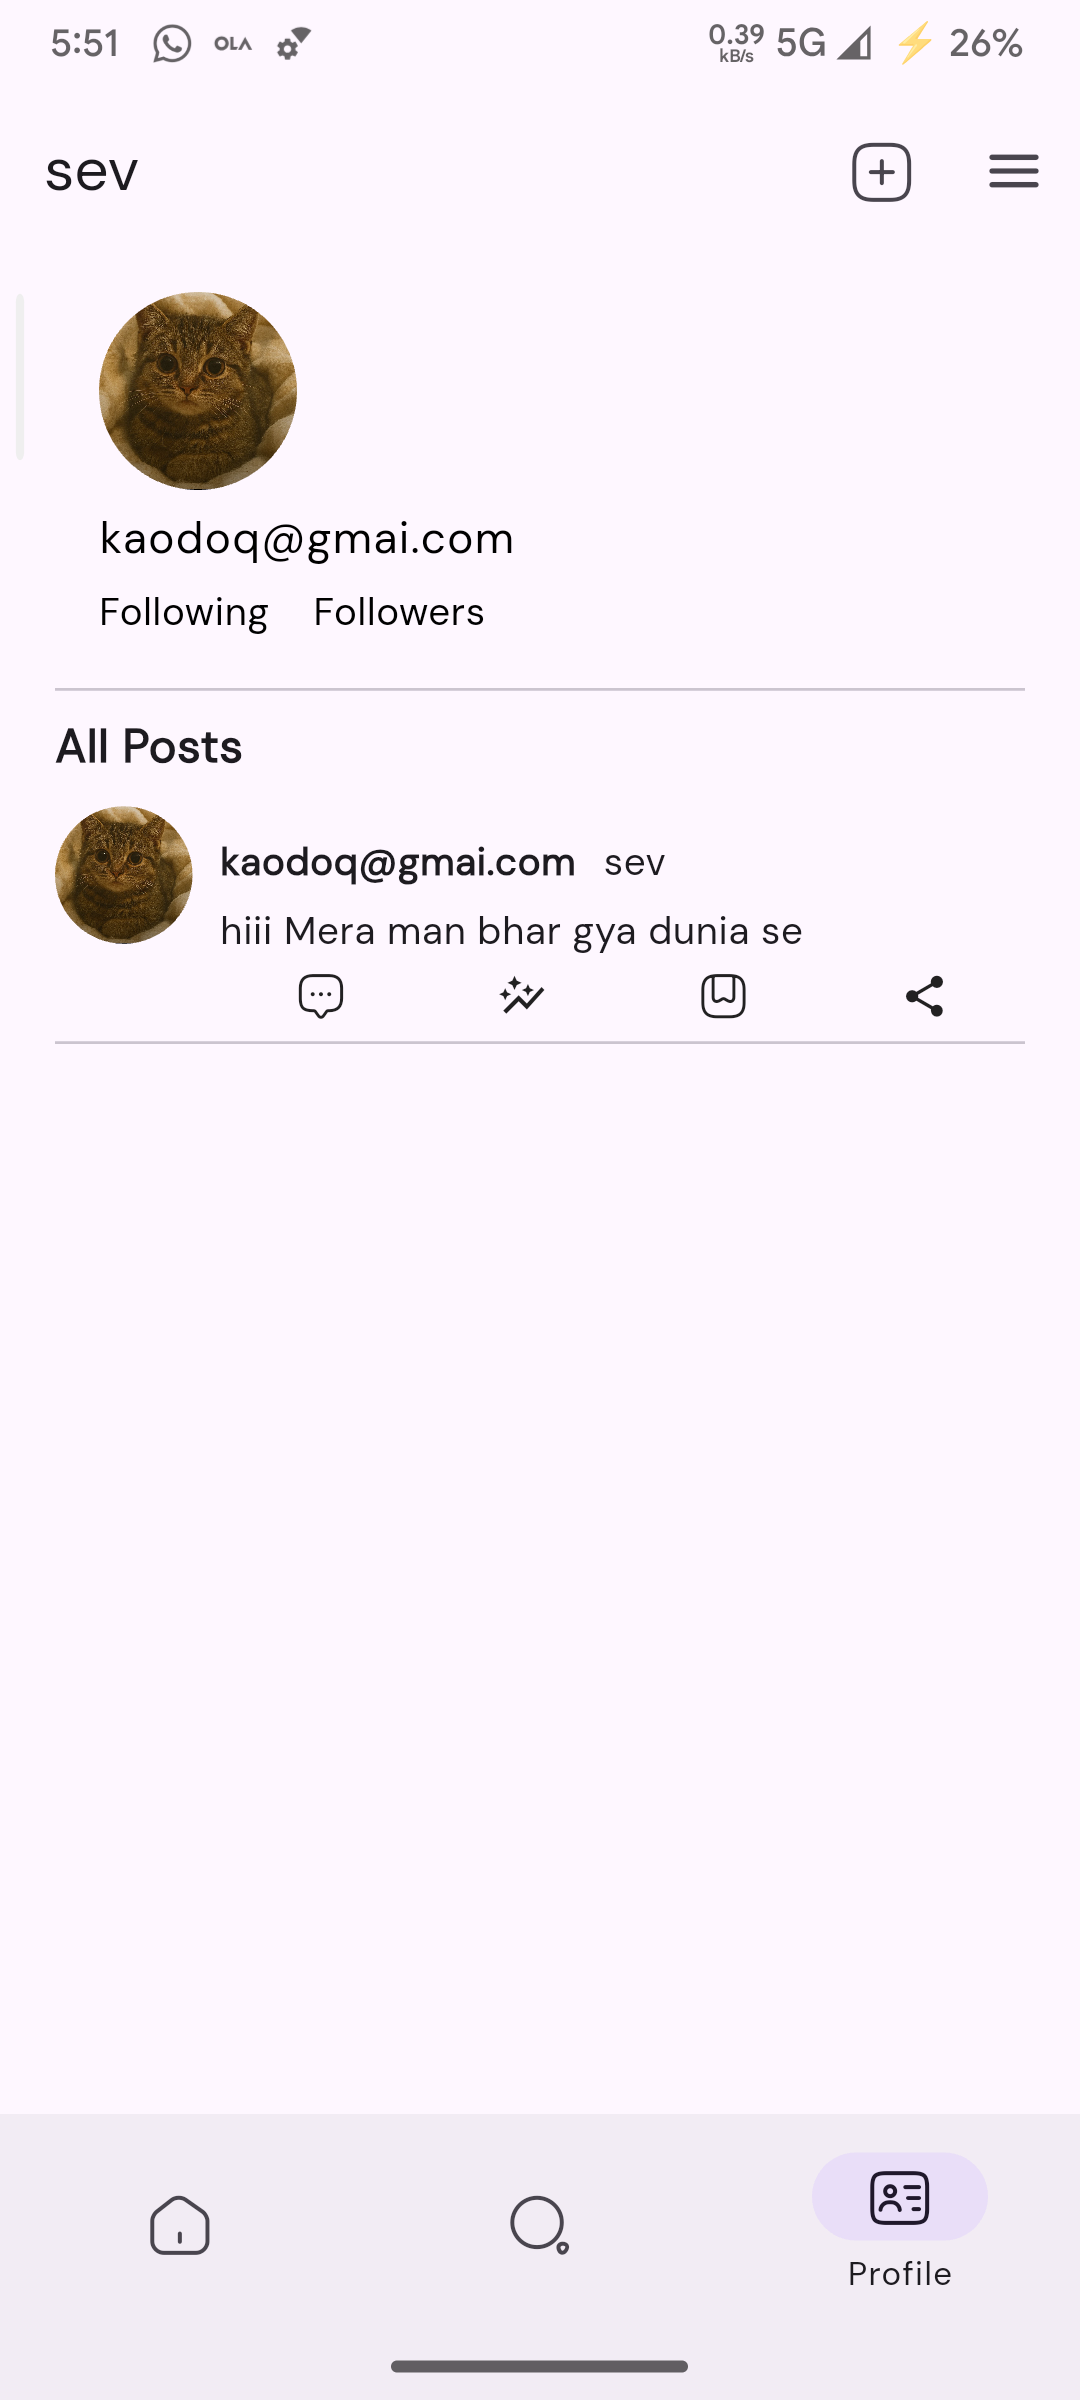 5:51 OLA 0.39 kB/s 5G ⚡ 26%
sev
kaodoq@gmai.com
Following Followers
All Posts
kaodoq@gmai.com sev
hiii Mera man bhar gya dunia se
Profile